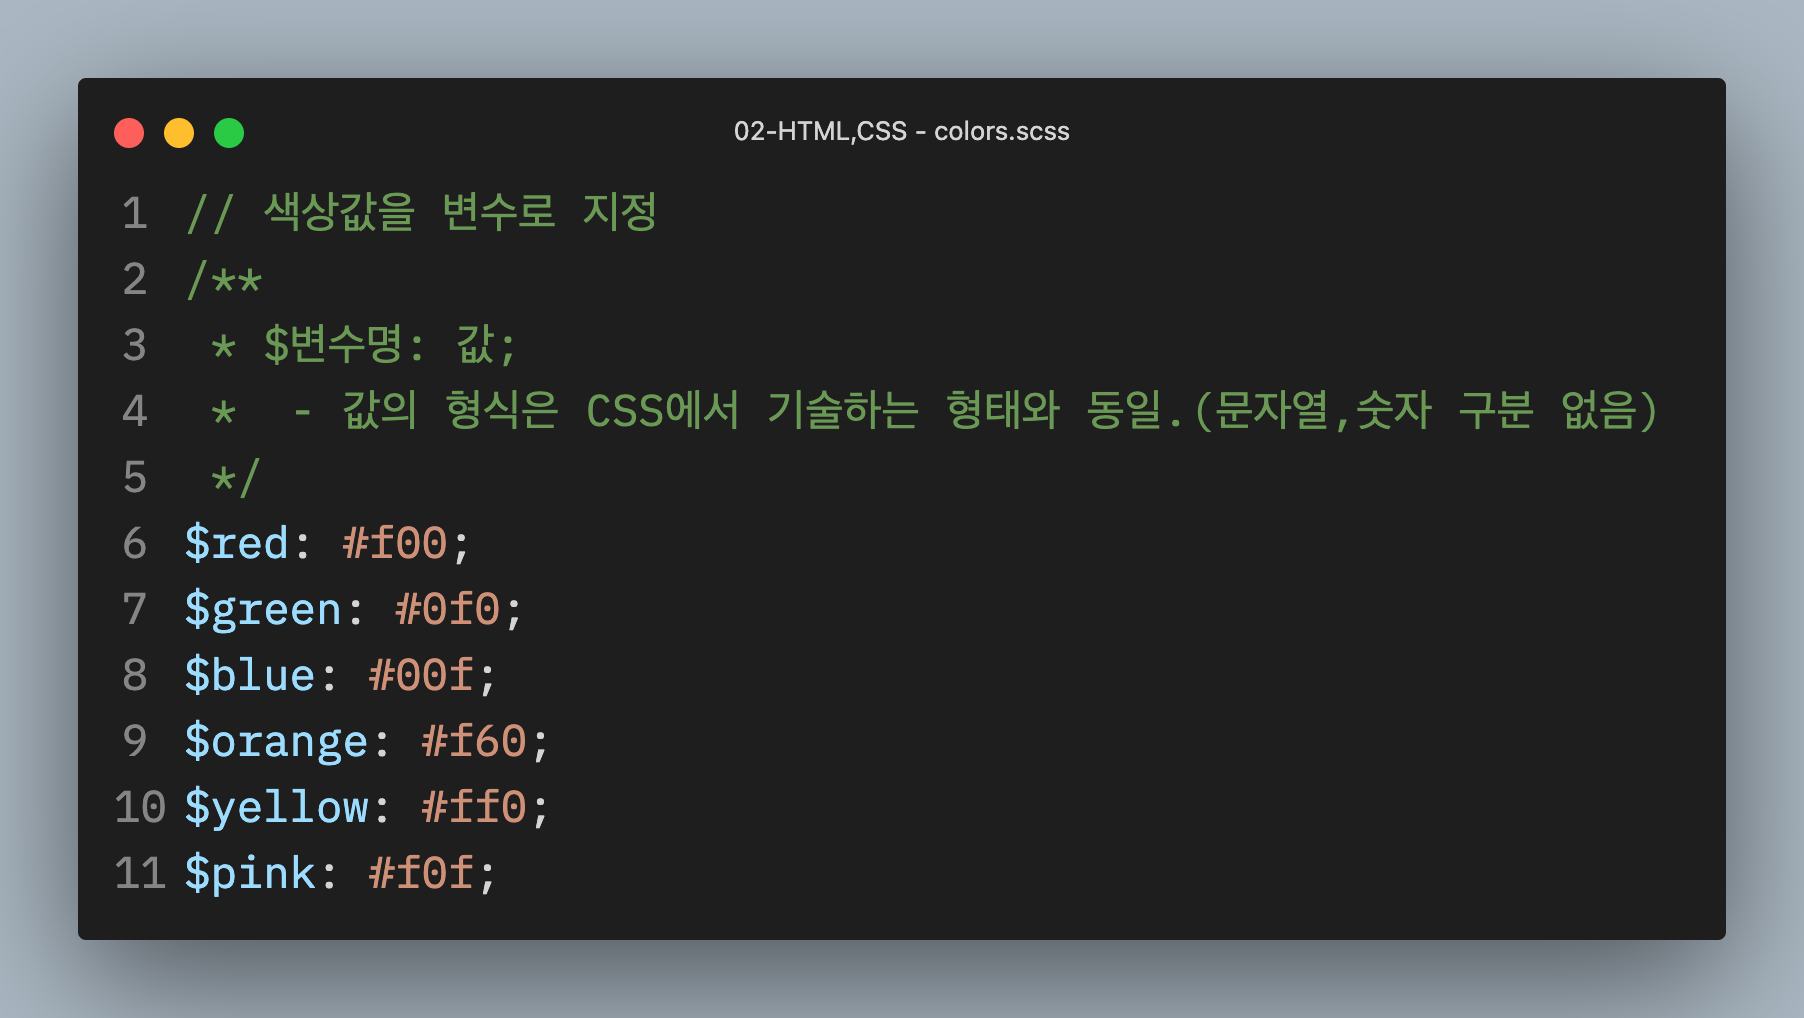 02-HTML,CSS - colors.scss
1 // 색상값을 변수로 지정
2 /**
3  * $변수명: 값;
4  *  - 값의 형식은 CSS에서 기술하는 형태와 동일.(문자열,숫자 구분 없음)
5  */
6 $red: #f00;
7 $green: #0f0;
8 $blue: #00f;
9 $orange: #f60;
10 $yellow: #ff0;
11 $pink: #f0f;